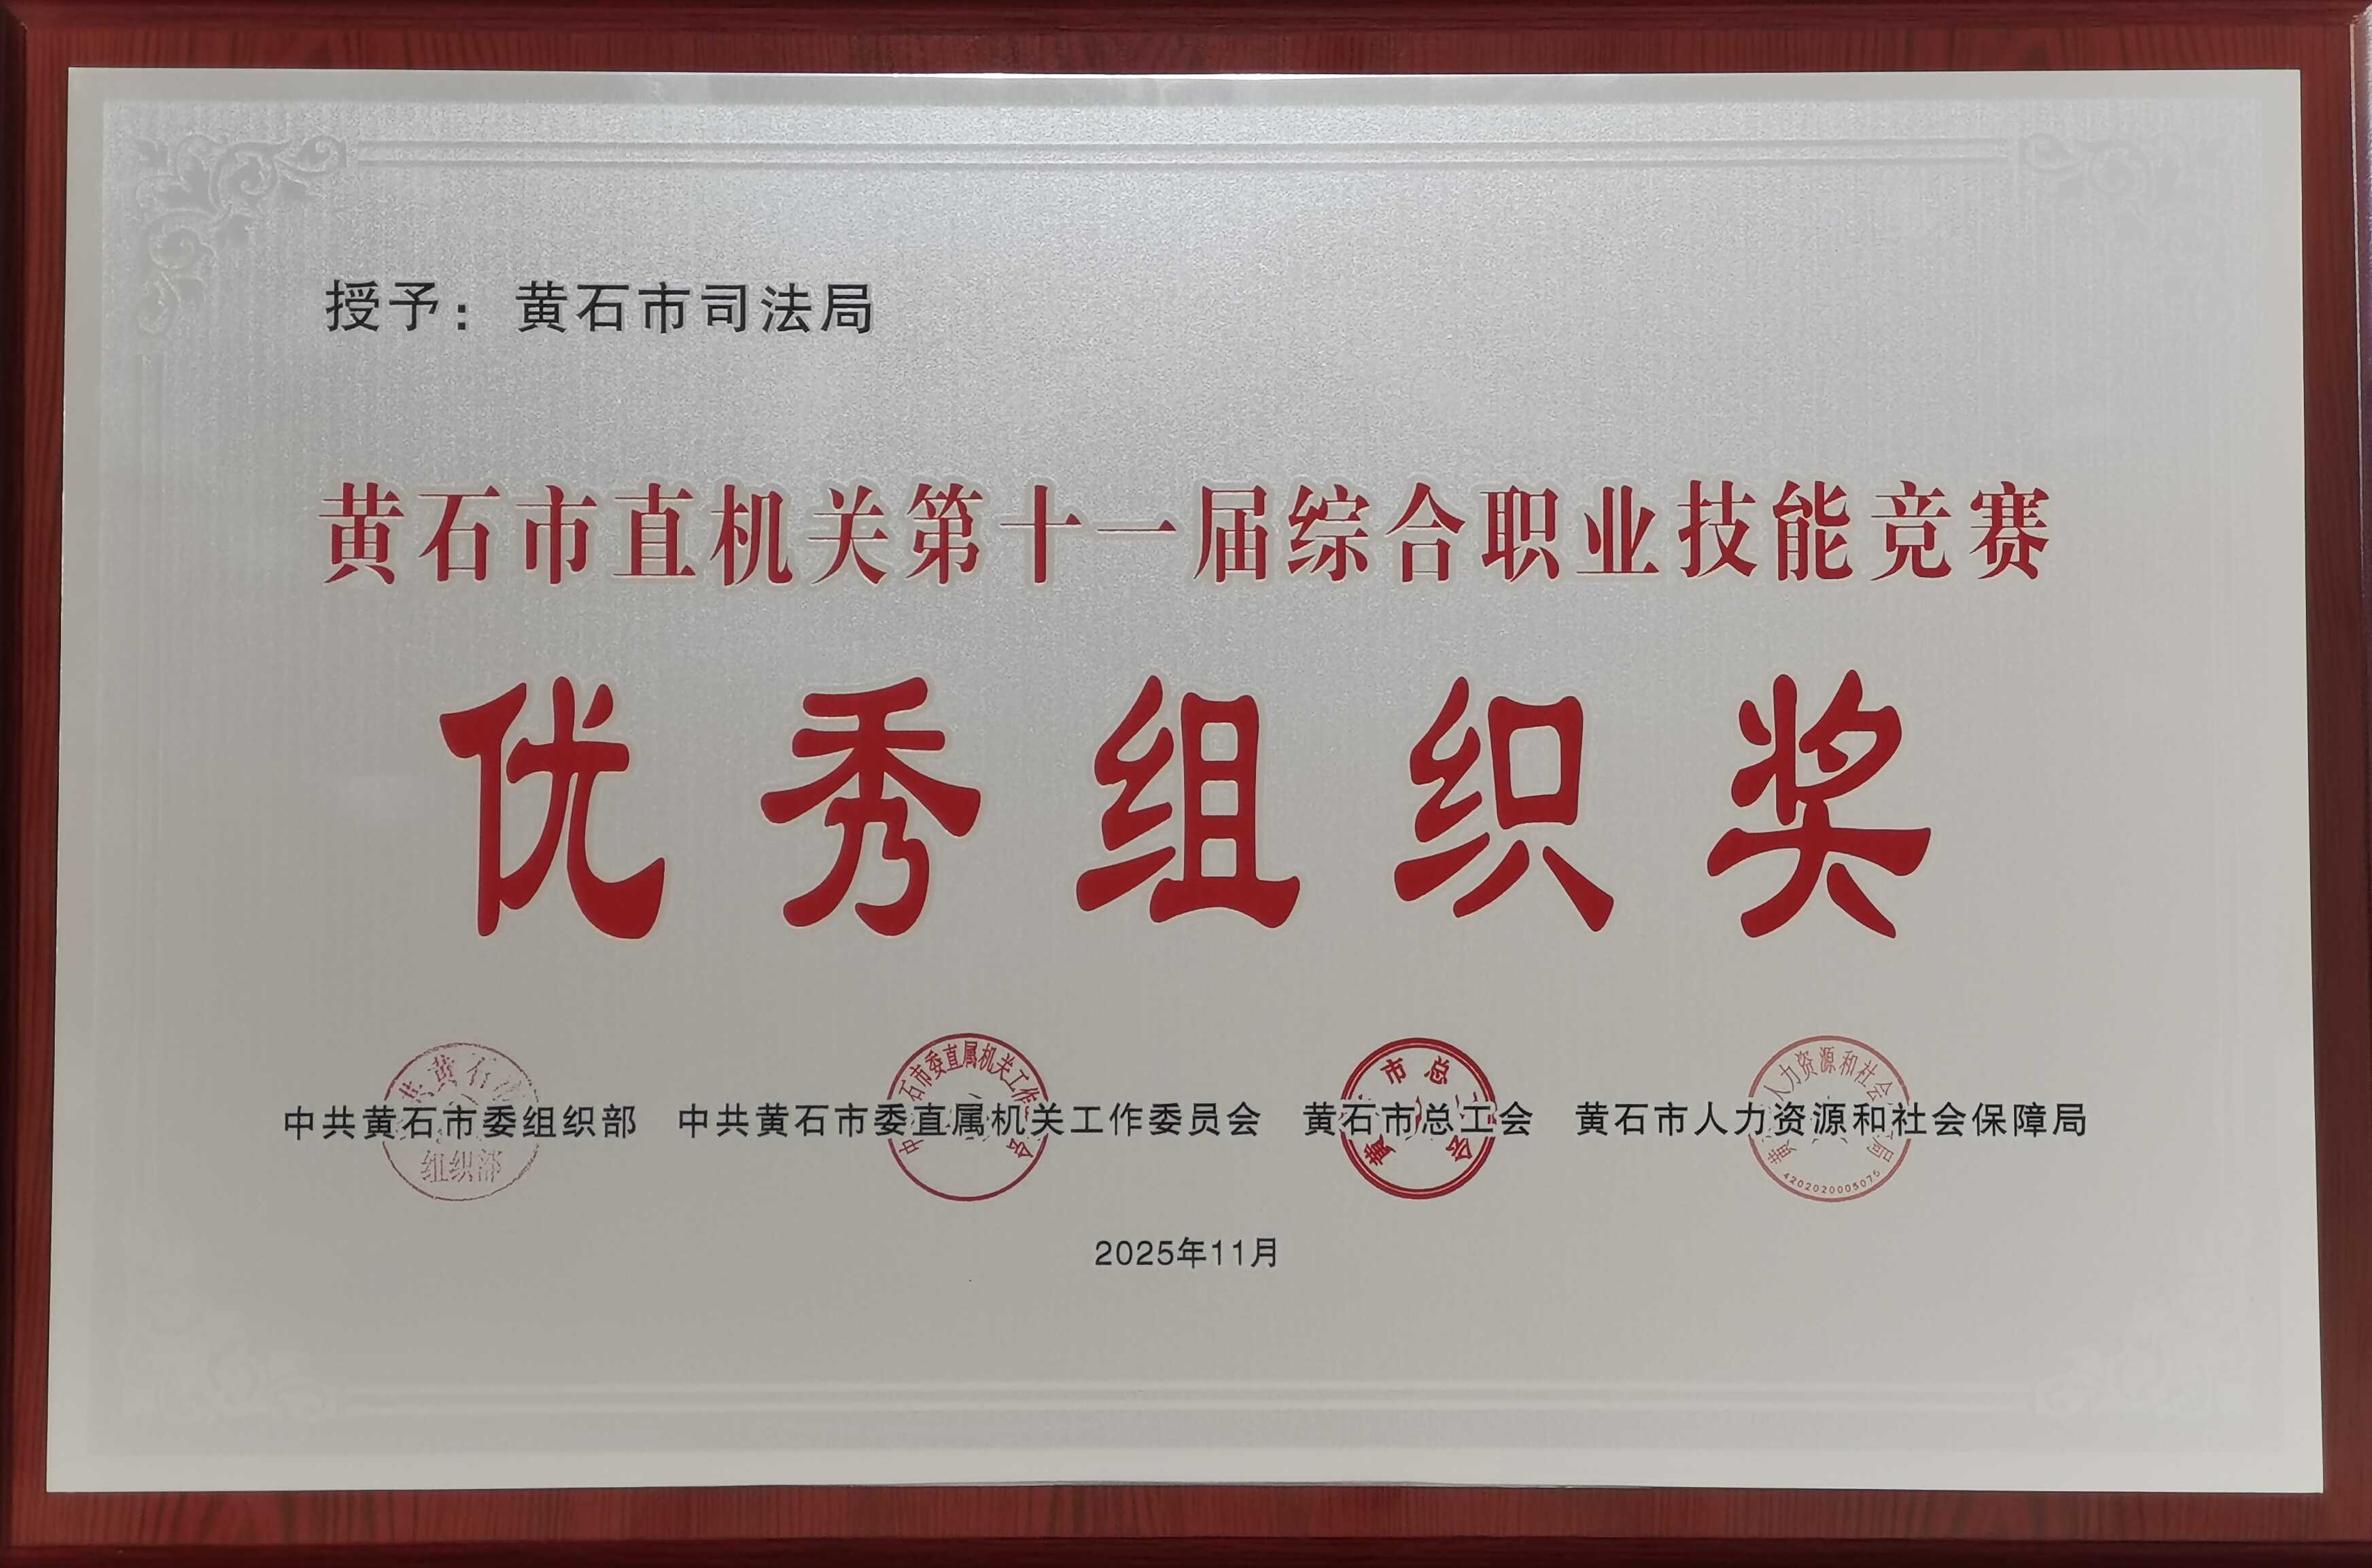 授予：黄石市司法局
黄石市直机关第十一届综合职业技能竞赛
优秀组织奖
中共黄石市委组织部 中共黄石市委直属机关工作委员会 黄石市总工会 黄石市人力资源和社会保障局
组织部
4202020005075
2025年11月